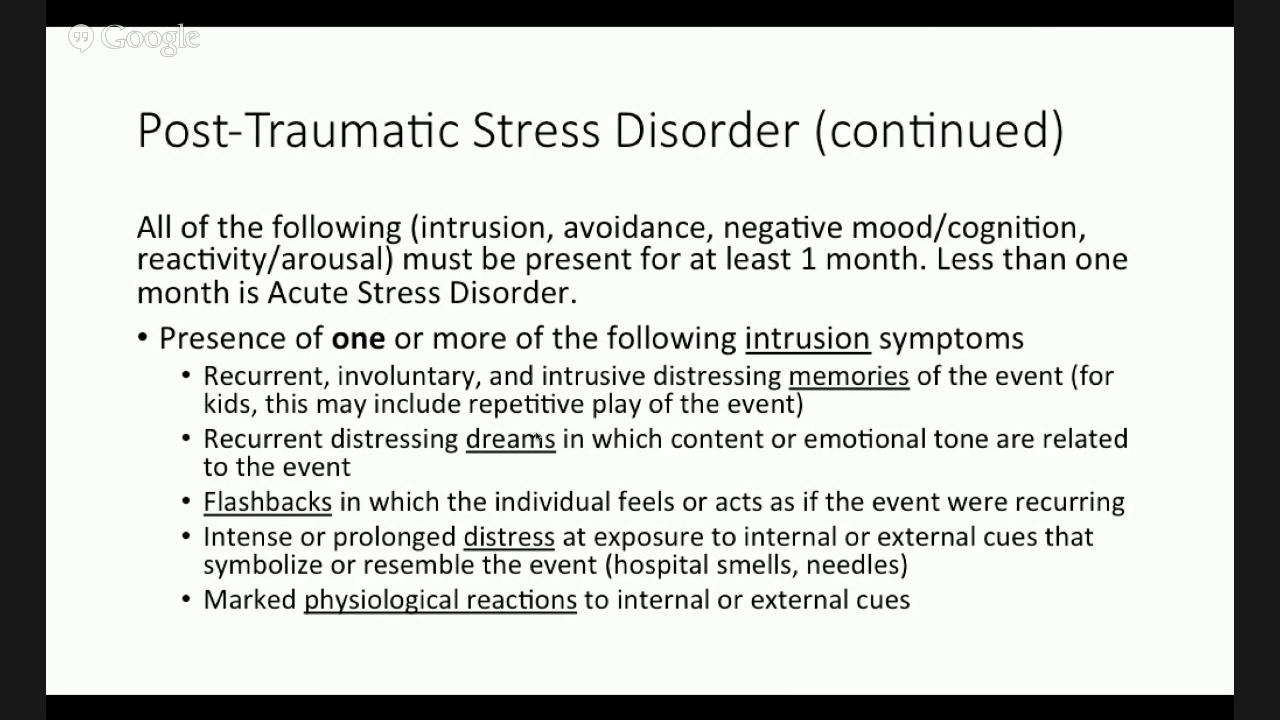 Google
Post-Traumatic Stress Disorder (continued)
All of the following (intrusion, avoidance, negative mood/cognition,
reactivity/arousal) must be present for at least 1 month. Less than one
month is Acute Stress Disorder.
• Presence of one or more of the following intrusion symptoms
• Recurrent, involuntary, and intrusive distressing memories of the event (for
kids, this may include repetitive play of the event)
• Recurrent distressing dreams in which content or emotional tone are related
to the event
• Flashbacks in which the individual feels or acts as if the event were recurring
• Intense or prolonged distress at exposure to internal or external cues that
symbolize or resemble the event (hospital smells, needles)
• Marked physiological reactions to internal or external cues